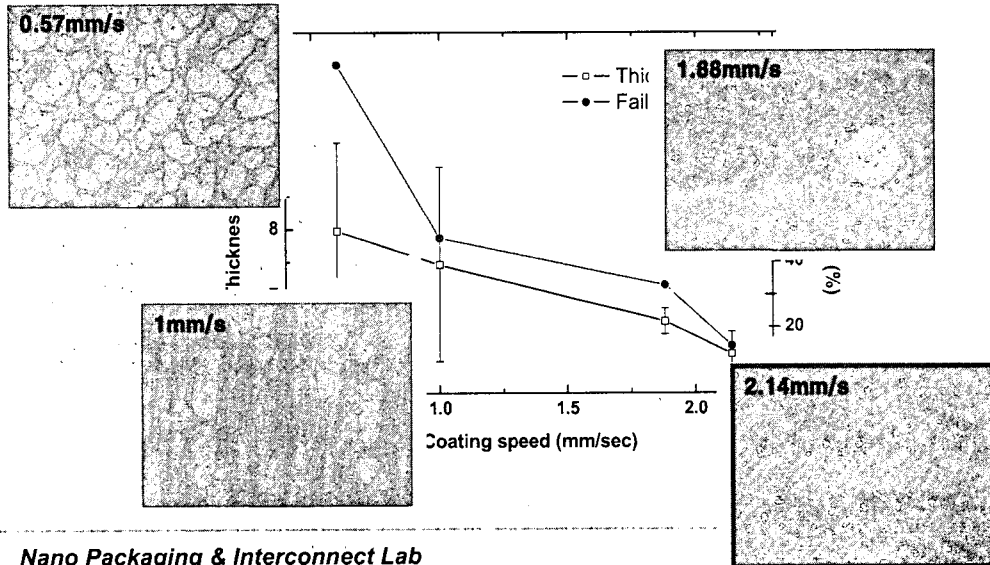 0.57mm/s
Thic
1.88mm/s
Fail
hicknes
8
40
(%)
20
1mm/s
2.14mm/s
1.0
1.5
2.0
Coating speed (mm/sec)
Nano Packaging & Interconnect Lab